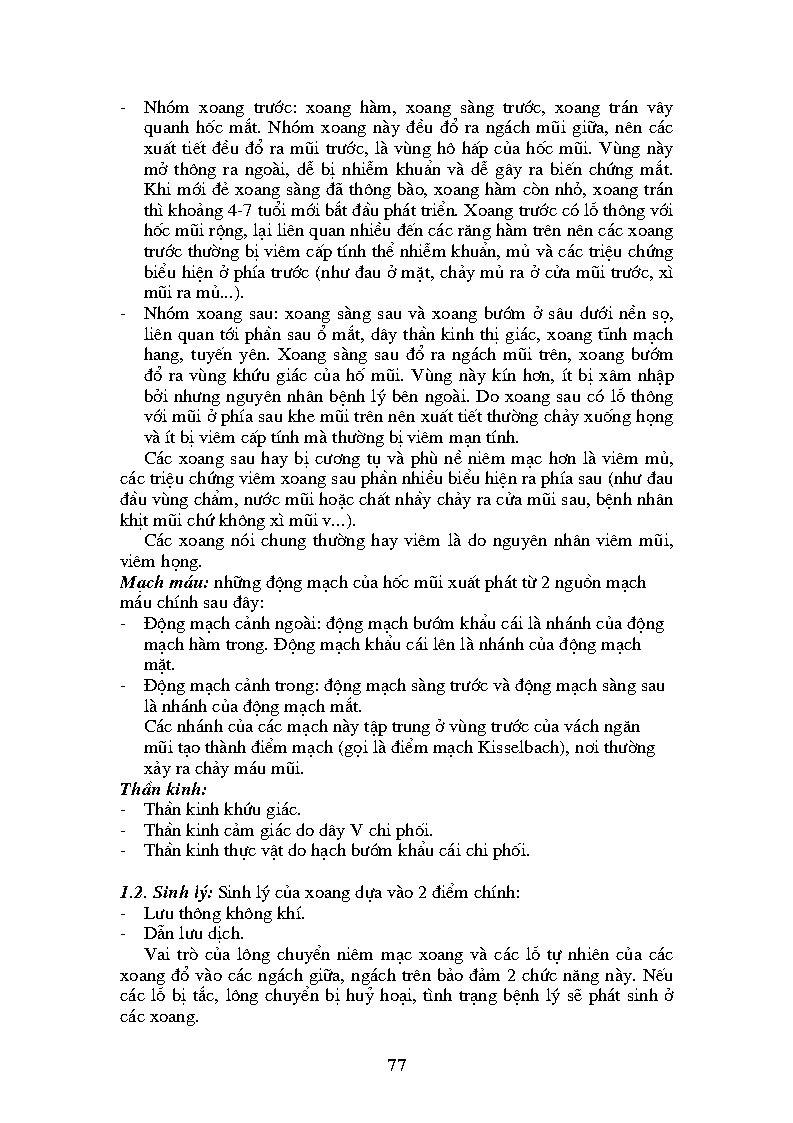 - Nhóm xoang trước: xoang hàm, xoang sàng trước, xoang trán vây
quanh hốc mắt. Nhóm xoang này đều đổ ra ngách mũi giữa, nên các
xuất tiết đều đổ ra mũi trước, là vùng hô hấp của hốc mũi. Vùng này
mở thông ra ngoài, dễ bị nhiễm khuẩn và dễ gây ra biến chứng mắt.
Khi mới đẻ xoang sàng đã thông bào, xoang hàm còn nhỏ, xoang trán
thì khoảng 4-7 tuổi mới bắt đầu phát triển. Xoang trước có lỗ thông với
hốc mũi rộng, lại liên quan nhiều đến các răng hàm trên nên các xoang
trước thường bị viêm cấp tính thể nhiễm khuẩn, mủ và các triệu chứng
biểu hiện ở phía trước (như đau ở mặt, chảy mủ ra ở cửa mũi trước, xì
mũi ra mủ...).
- Nhóm xoang sau: xoang sàng sau và xoang bướm ở sâu dưới nền sọ,
liên quan tới phần sau ổ mắt, dây thần kinh thị giác, xoang tĩnh mạch
hang, tuyến yên. Xoang sàng sau đổ ra ngách mũi trên, xoang bướm
đổ ra vùng khứu giác của hố mũi. Vùng này kín hơn, ít bị xâm nhập
bởi nhưng nguyên nhân bệnh lý bên ngoài. Do xoang sau có lỗ thông
với mũi ở phía sau khe mũi trên nên xuất tiết thường chảy xuống họng
và ít bị viêm cấp tính mà thường bị viêm mạn tính.
Các xoang sau hay bị cương tụ và phù nề niêm mạc hơn là viêm mủ,
các triệu chứng viêm xoang sau phần nhiều biểu hiện ra phía sau (như đau
đầu vùng chẩm, nước mũi hoặc chất nhầy chảy ra cửa mũi sau, bệnh nhân
khịt mũi chứ không xì mũi v...).
Các xoang nói chung thường hay viêm là do nguyên nhân viêm mũi,
viêm họng.
Mạch máu: những động mạch của hốc mũi xuất phát từ 2 nguồn mạch
máu chính sau đây:
- Động mạch cảnh ngoài: động mạch bướm khẩu cái là nhánh của động
mạch hàm trong. Động mạch khẩu cái lên là nhánh của động mạch
mặt.
- Động mạch cảnh trong: động mạch sàng trước và động mạch sàng sau
là nhánh của động mạch mắt.
Các nhánh của các mạch này tập trung ở vùng trước của vách ngăn
mũi tạo thành điểm mạch (gọi là điểm mạch Kisselbach), nơi thường
xảy ra chảy máu mũi.
Thần kinh:
- Thần kinh khứu giác.
- Thần kinh cảm giác do dây V chi phối.
- Thần kinh thực vật do hạch bướm khẩu cái chi phối.
1.2. Sinh lý: Sinh lý của xoang dựa vào 2 điểm chính:
- Lưu thông không khí.
- Dẫn lưu dịch.
Vai trò của lông chuyển niêm mạc xoang và các lỗ tự nhiên của các
xoang đổ vào các ngách giữa, ngách trên bảo đảm 2 chức năng này. Nếu
các lỗ bị tắc, lông chuyển bị huỷ hoại, tình trạng bệnh lý sẽ phát sinh ở
các xoang.
77